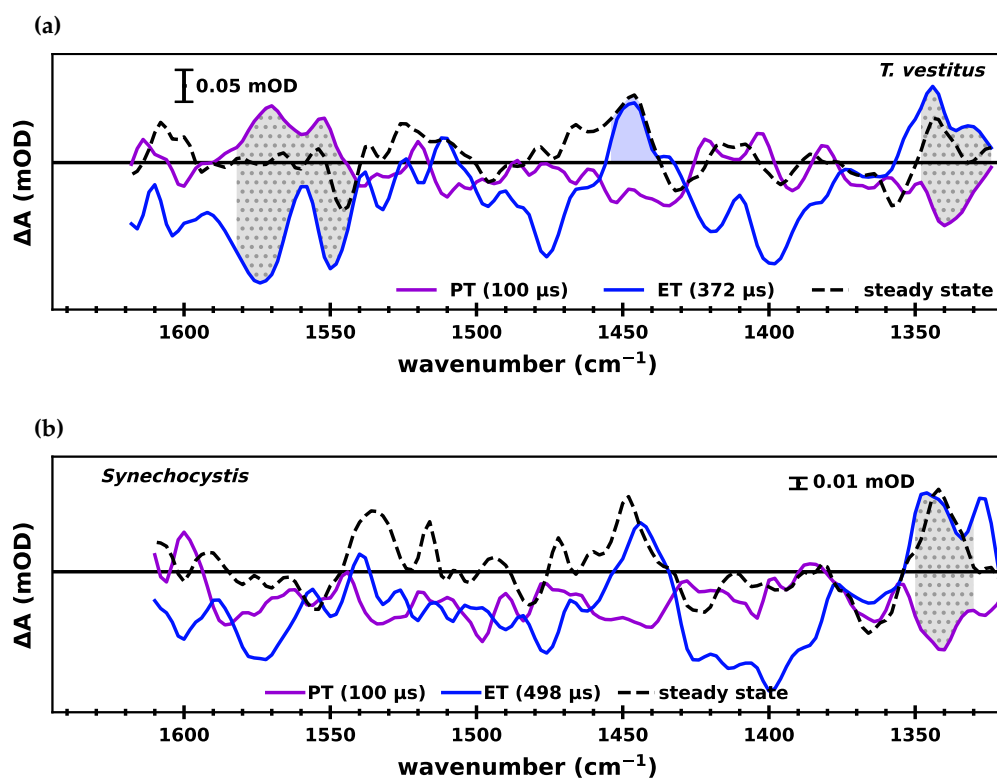 (a)
0.05 mOD
T. vestitus
ΔA (mOD)
PT (100 μs)
ET (372 μs)
steady state
1600
1550
1500
1450
1400
1350
wavenumber (cm⁻¹)
(b)
Synechocystis
0.01 mOD
ΔA (mOD)
PT (100 μs)
ET (498 μs)
steady state
1600
1550
1500
1450
1400
1350
wavenumber (cm⁻¹)